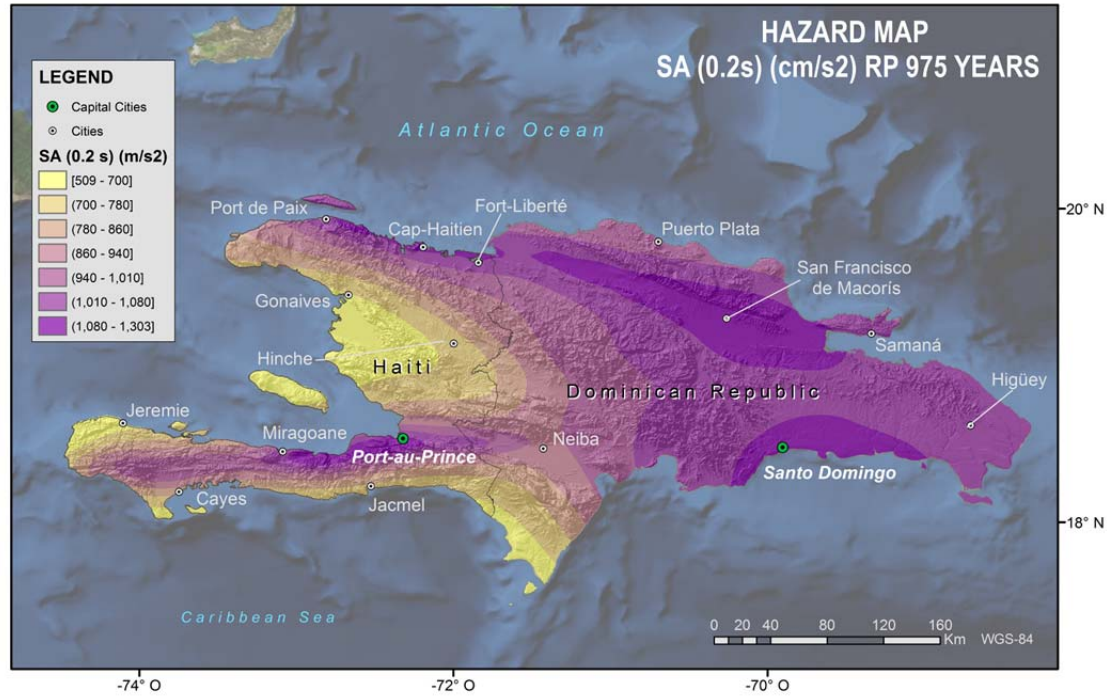 HAZARD MAP
SA (0.2s) (cm/s2) RP 975 YEARS
LEGEND
Capital Cities
Cities
SA (0.2 s) (m/s2)
[509 - 700]
(700 - 780]
(780 - 860]
(860 - 940]
(940 - 1,010]
(1,010 - 1,080]
(1,080 - 1,303]
Atlantic Ocean
20° N
Port de Paix
Cap-Haitien
Fort-Liberté
Puerto Plata
San Francisco
de Macorís
Gonaives
Samaná
Hinche
Haiti
Dominican Republic
Higüey
Jeremie
Miragoane
Port-au-Prince
Neiba
Santo Domingo
Cayes
Jacmel
18° N
Caribbean Sea
0 10 20 30 40 80 120 160
Km
WGS-84
-74° O
-72° O
-70° O